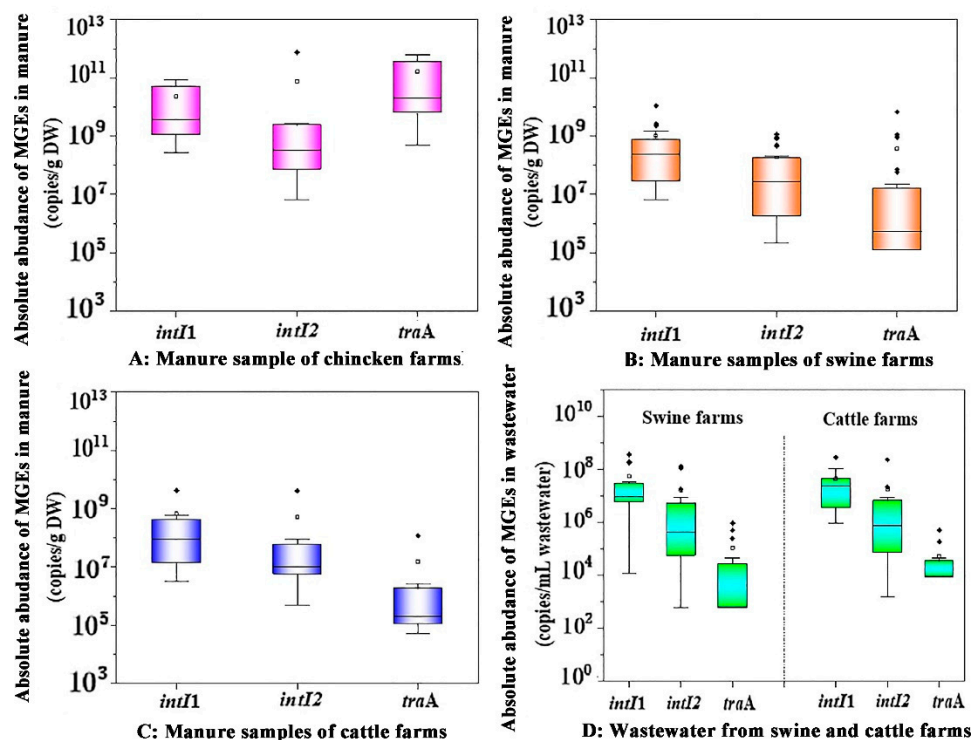 Absolute abudance of MGEs in manure
(copies/g DW)
10^13
10^11
10^9
10^7
10^5
10^3
intI1
intI2
traA
A: Manure sample of chincken farms
Absolute abudance of MGEs in manure
(copies/g DW)
10^13
10^11
10^9
10^7
10^5
10^3
intI1
intI2
traA
B: Manure samples of swine farms
Absolute abudance of MGEs in manure
(copies/g DW)
10^13
10^11
10^9
10^7
10^5
10^3
intI1
intI2
traA
C: Manure samples of cattle farms
Absolute abudance of MGEs in wastewater
(copies/mL wastewater)
10^10
10^8
10^6
10^4
10^2
10^0
Swine farms
Cattle farms
intI1
intI2
traA
intI1
intI2
traA
D: Wastewater from swine and cattle farms